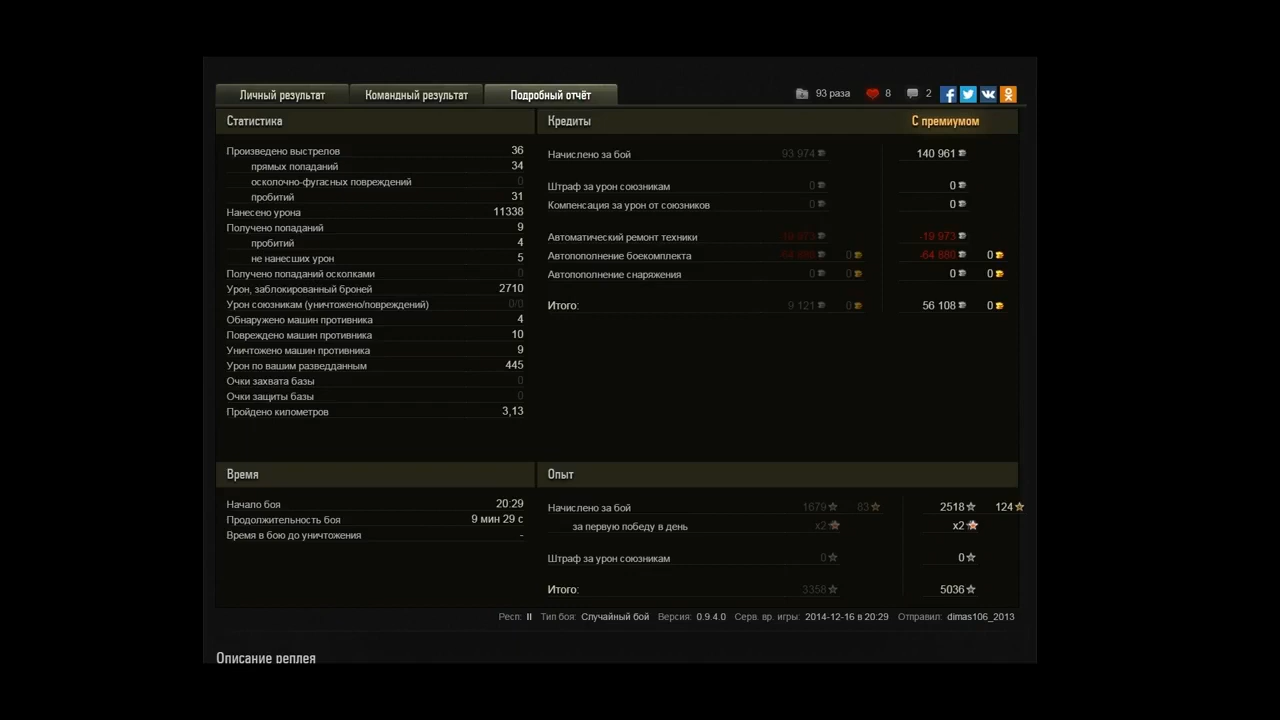 Личный результат Командный результат Подробный отчёт 93 раза 8 2
Статистика
Произведено выстрелов 36
прямых попаданий 34
осколочно-фугасных повреждений 0
пробитий 31
Нанесено урона 11338
Получено попаданий 9
пробитий 4
не нанесших урон 5
Получено попаданий осколками 0
Урон, заблокированный броней 2710
Урон союзникам (уничтожено/повреждений) 0/0
Обнаружено машин противника 4
Повреждено машин противника 10
Уничтожено машин противника 9
Урон по вашим разведданным 445
Очки захвата базы 0
Очки защиты базы 0
Пройдено километров 3,13
Кредиты С премиумом
Начислено за бой 93 974 140 961
Штраф за урон союзникам 0 0
Компенсация за урон от союзников 0 0
Автоматический ремонт техники -19 973 -19 973
Автопополнение боекомплекта -64 880 0 -64 880 0
Автопополнение снаряжения 0 0 0 0
Итого: 9 121 0 56 108 0
Время
Начало боя 20:29
Продолжительность боя 9 мин 29 с
Время в бою до уничтожения -
Опыт
Начислено за бой 1679 83 2518 124
за первую победу в день x2 x2
Штраф за урон союзникам 0 0
Итого: 3358 5036
Респ: II Тип боя: Случайный бой Версия: 0.9.4.0 Серв. вр. игры: 2014-12-16 в 20:29 Отправил: dimas106_2013
Описание реплея